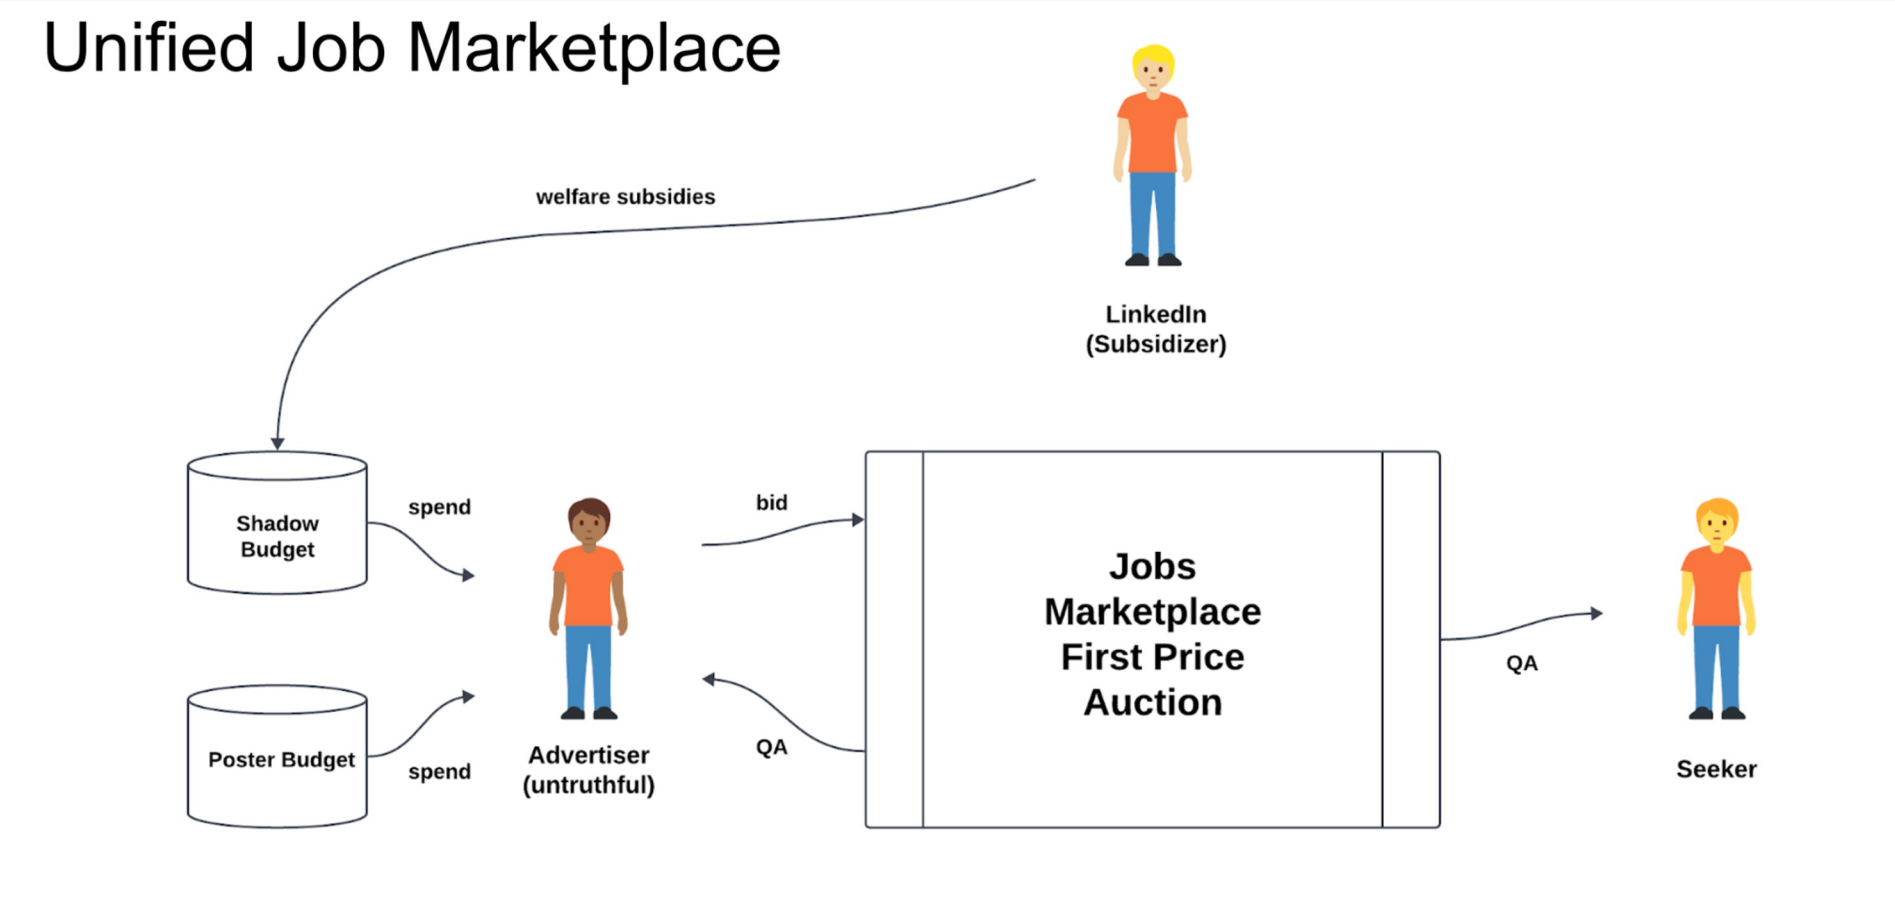 Unified Job Marketplace
welfare subsidies
LinkedIn
(Subsidizer)
Shadow
Budget
spend
Poster Budget
spend
Advertiser
(untruthful)
bid
QA
Jobs
Marketplace
First Price
Auction
QA
Seeker